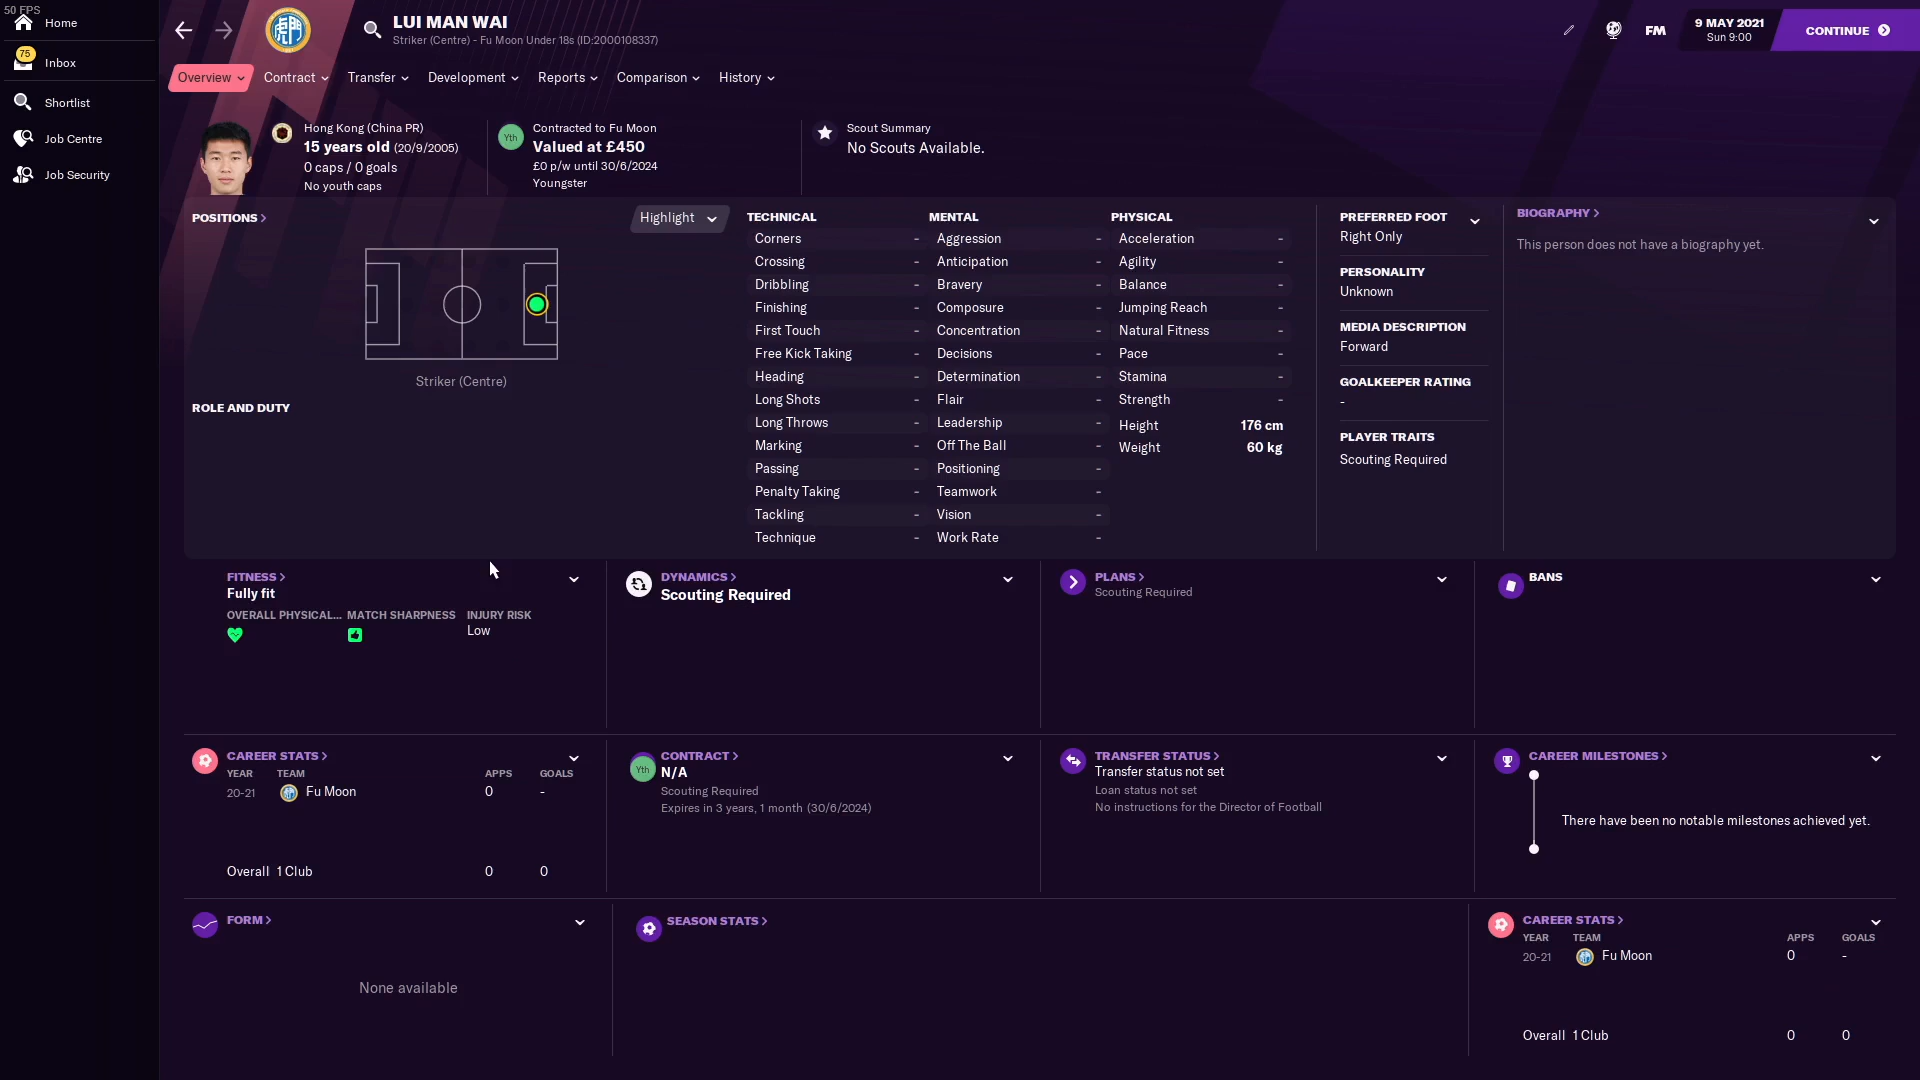 50 FPS
Home
75
Inbox
Shortlist
Job Centre
Job Security
LUI MAN WAI
Striker (Centre) - Fu Moon Under 18s (ID:2000108337)
FM
9 MAY 2021
Sun 9:00
CONTINUE
Overview
Contract
Transfer
Development
Reports
Comparison
History
Hong Kong (China PR)
15 years old (20/9/2005)
0 caps / 0 goals
No youth caps
Yth
Contracted to Fu Moon
Valued at £450
£0 p/w until 30/6/2024
Youngster
Scout Summary
No Scouts Available.
POSITIONS
Highlight
Striker (Centre)
ROLE AND DUTY
TECHNICAL
Corners -
Crossing -
Dribbling -
Finishing -
First Touch -
Free Kick Taking -
Heading -
Long Shots -
Long Throws -
Marking -
Passing -
Penalty Taking -
Tackling -
Technique -
MENTAL
Aggression -
Anticipation -
Bravery -
Composure -
Concentration -
Decisions -
Determination -
Flair -
Leadership -
Off The Ball -
Positioning -
Teamwork -
Vision -
Work Rate -
PHYSICAL
Acceleration -
Agility -
Balance -
Jumping Reach -
Natural Fitness -
Pace -
Stamina -
Strength -
Height 176 cm
Weight 60 kg
PREFERRED FOOT
Right Only
PERSONALITY
Unknown
MEDIA DESCRIPTION
Forward
GOALKEEPER RATING
-
PLAYER TRAITS
Scouting Required
BIOGRAPHY
This person does not have a biography yet.
FITNESS
Fully fit
OVERALL PHYSICAL... MATCH SHARPNESS INJURY RISK
Low
DYNAMICS
Scouting Required
PLANS
Scouting Required
BANS
CAREER STATS
YEAR TEAM APPS GOALS
20-21 Fu Moon 0 -
Overall 1 Club 0 0
Yth
CONTRACT
N/A
Scouting Required
Expires in 3 years, 1 month (30/6/2024)
TRANSFER STATUS
Transfer status not set
Loan status not set
No instructions for the Director of Football
CAREER MILESTONES
There have been no notable milestones achieved yet.
FORM
None available
SEASON STATS
CAREER STATS
YEAR TEAM APPS GOALS
20-21 Fu Moon 0 -
Overall 1 Club 0 0